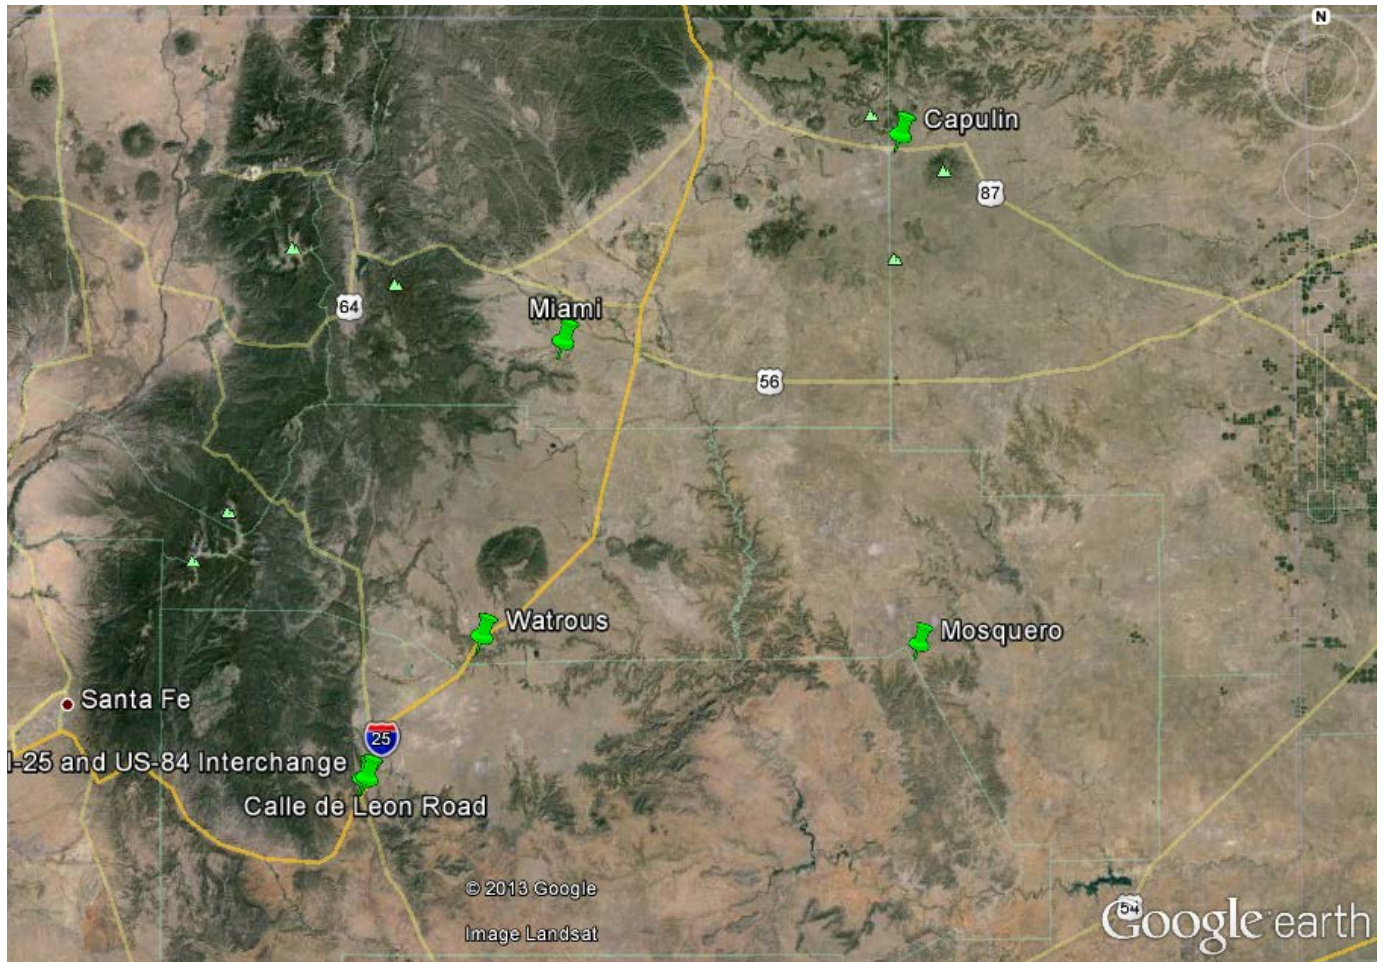 N
Capulin
87
64
Miami
56
Watrous
Mosquero
Santa Fe
25
I-25 and US-84 Interchange
Calle de Leon Road
© 2013 Google
Image Landsat
54
Google earth